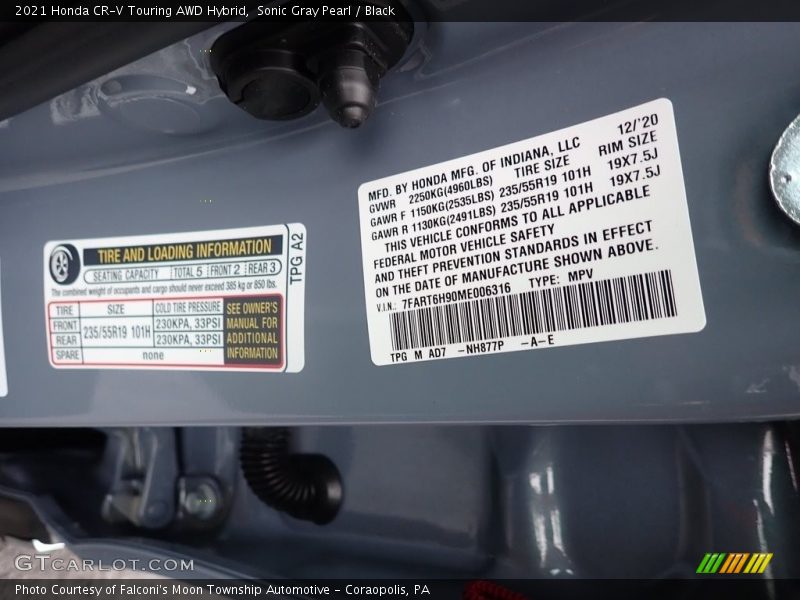 2021 Honda CR-V Touring AWD Hybrid,  Sonic Gray Pearl / Black
TIRE AND LOADING INFORMATION
SEATING CAPACITY TOTAL 5 FRONT 2 REAR 3
The combined weight of occupants and cargo should never exceed 385 kg or 850 lbs.
TIRE SIZE COLD TIRE PRESSURE
FRONT 235/55R19 101H 230KPA, 33PSI
REAR 230KPA, 33PSI
SPARE none
SEE OWNER'S
MANUAL FOR
ADDITIONAL
INFORMATION
TPG A2
MFD. BY HONDA MFG. OF INDIANA, LLC 12/'20
GVWR 2250KG(4960LBS) TIRE SIZE RIM SIZE
GAWR F 1150KG(2535LBS) 235/55R19 101H 19X7.5J
GAWR R 1130KG(2491LBS) 235/55R19 101H 19X7.5J
THIS VEHICLE CONFORMS TO ALL APPLICABLE
FEDERAL MOTOR VEHICLE SAFETY
AND THEFT PREVENTION STANDARDS IN EFFECT
ON THE DATE OF MANUFACTURE SHOWN ABOVE.
V.I.N.: 7FART6H90ME006316 TYPE: MPV
TPG M AD7 -NH877P -A-E
GTCARLOT.COM
Photo Courtesy of Falconi's Moon Township Automotive - Coraopolis, PA